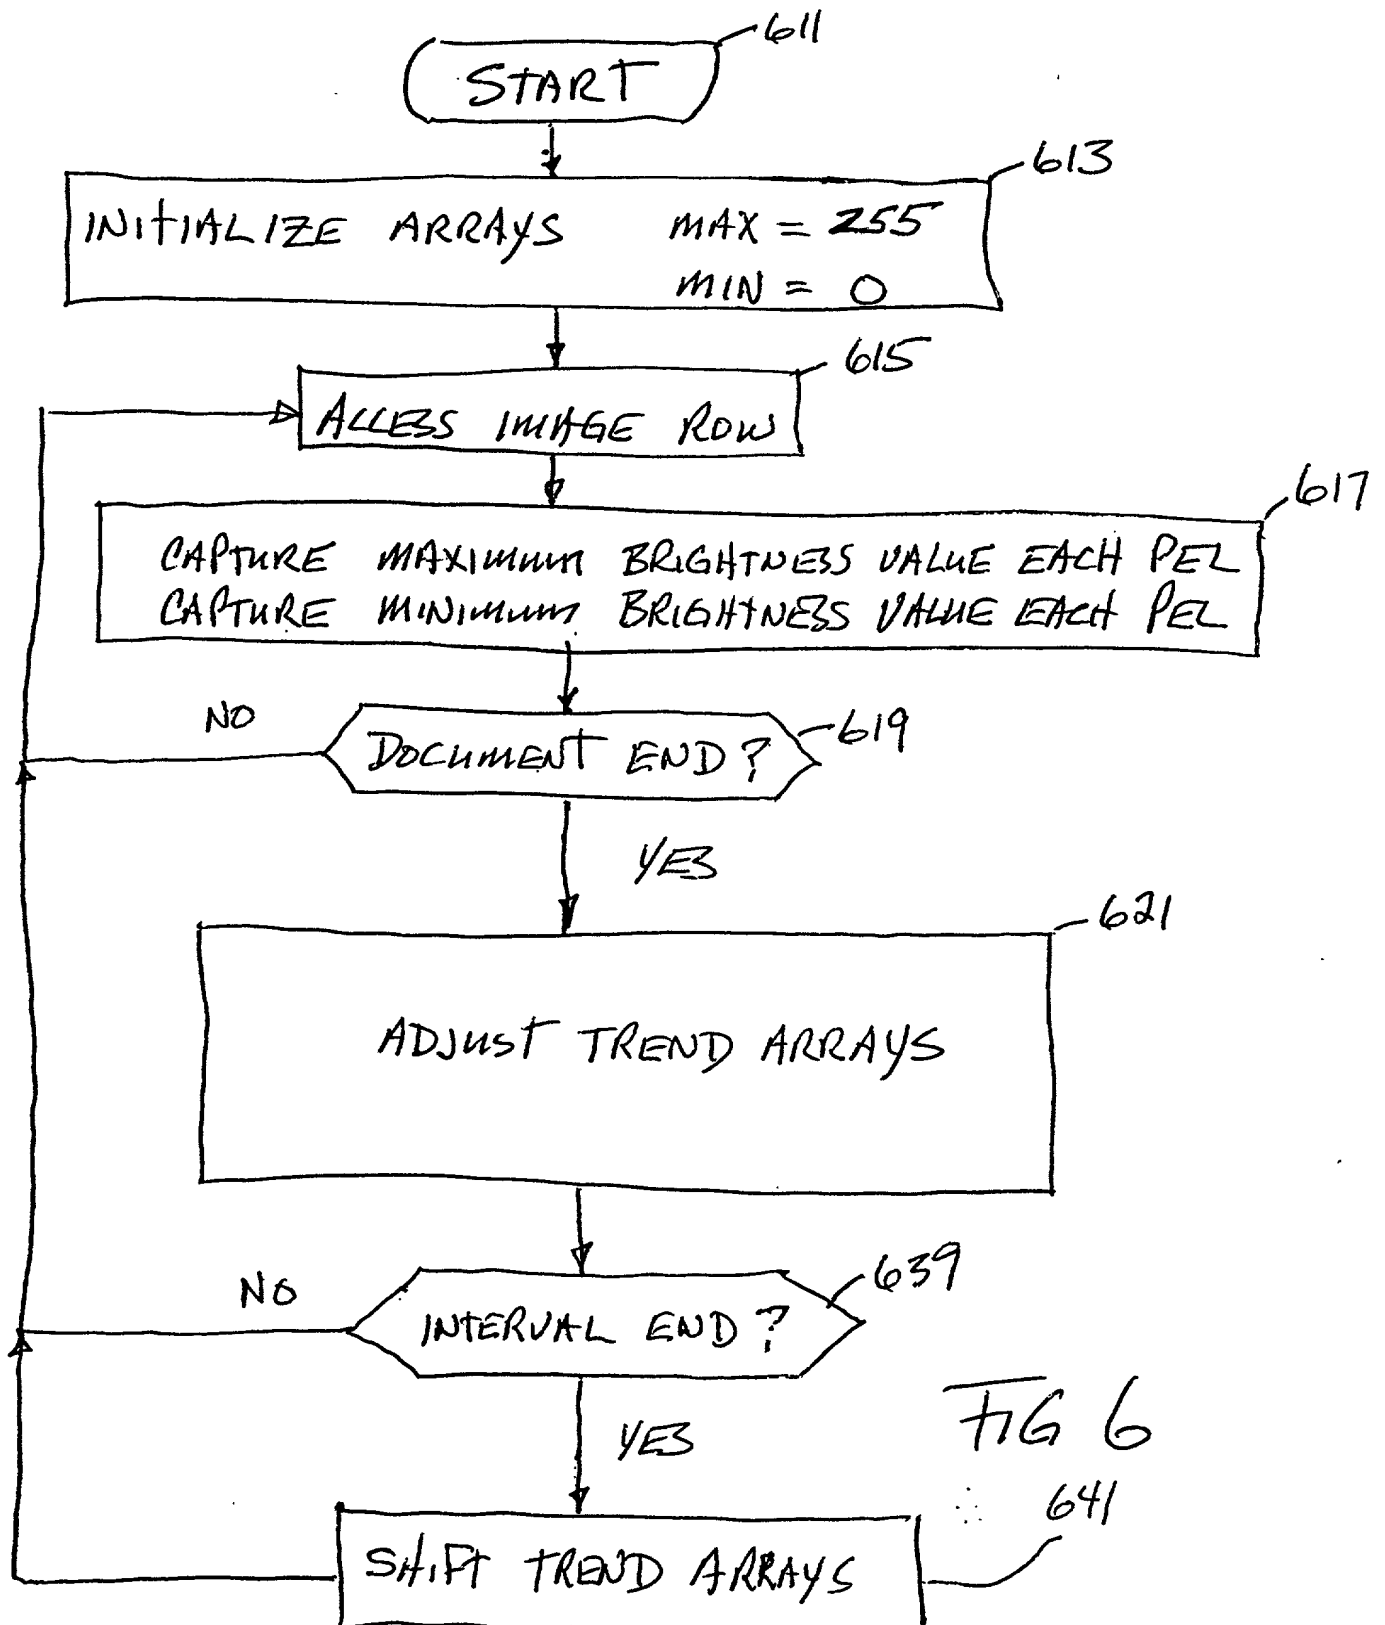 611
START
613
INITIALIZE ARRAYS MAX = 255
MIN = 0
615
ACCESS IMAGE ROW
617
CAPTURE MAXIMUM BRIGHTNESS VALUE EACH PEL
CAPTURE MINIMUM BRIGHTNESS VALUE EACH PEL
NO
DOCUMENT END?
619
YES
621
ADJUST TREND ARRAYS
639
NO
INTERVAL END?
YES
FIG 6
641
SHIFT TREND ARRAYS